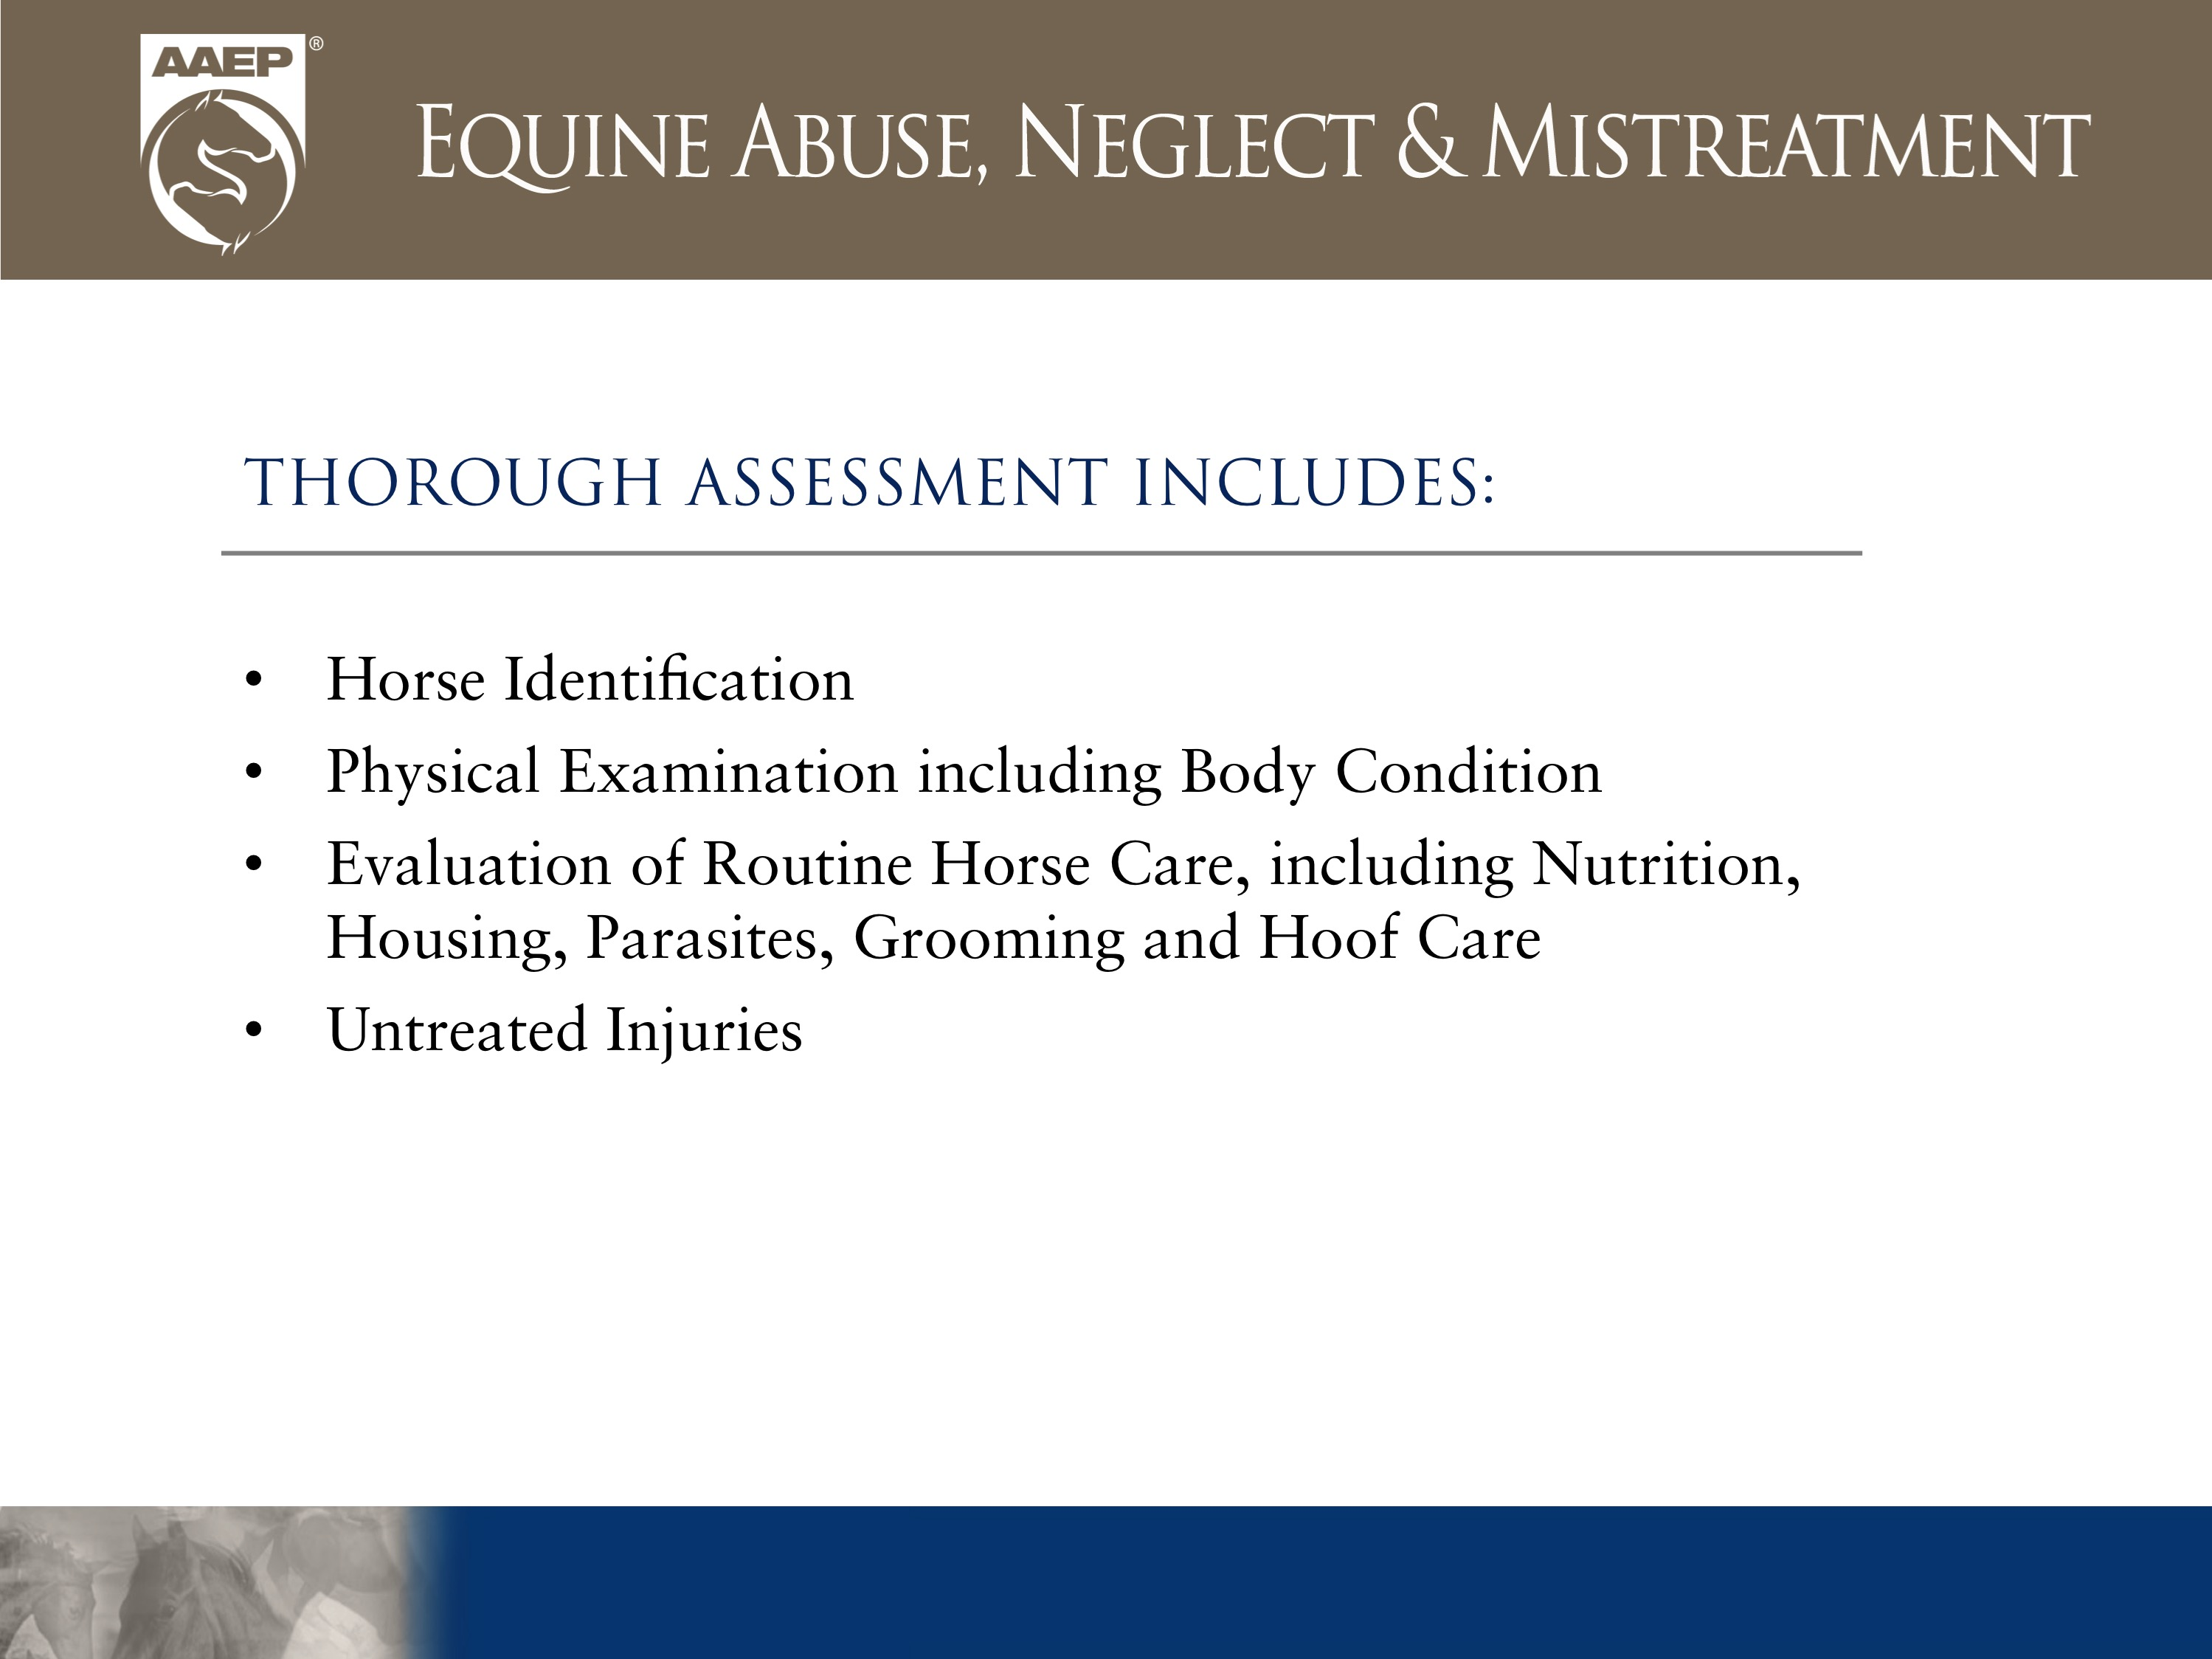 AAEP®
EQUINE ABUSE, NEGLECT & MISTREATMENT
THOROUGH ASSESSMENT INCLUDES:
• Horse Identification
• Physical Examination including Body Condition
• Evaluation of Routine Horse Care, including Nutrition,
Housing, Parasites, Grooming and Hoof Care
• Untreated Injuries